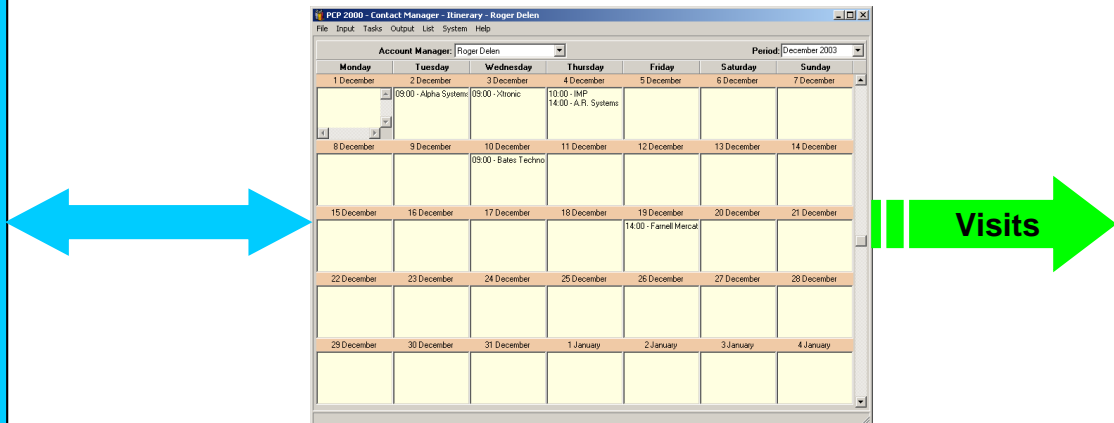 PCP 2000 - Contact Manager - Itinerary - Roger Delen
File Input Tasks Output List System Help
Account Manager: Roger Delen Period: December 2003
Monday Tuesday Wednesday Thursday Friday Saturday Sunday
1 December 2 December 3 December 4 December 5 December 6 December 7 December
09:00 - Alpha Systems 09:00 - Xtronic 10:00 - IMP
14:00 - A.R. Systems
8 December 9 December 10 December 11 December 12 December 13 December 14 December
09:00 - Bates Techno
15 December 16 December 17 December 18 December 19 December 20 December 21 December
14:00 - Farnell Mercat
Visits
22 December 23 December 24 December 25 December 26 December 27 December 28 December
29 December 30 December 31 December 1 January 2 January 3 January 4 January